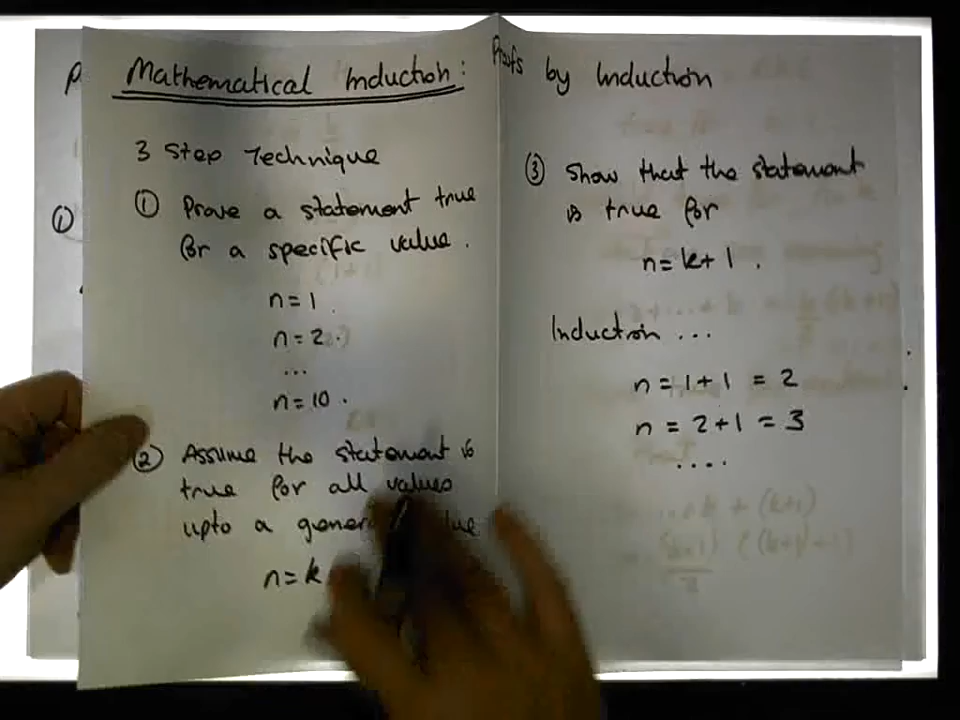 Mathematical Induction:
3 Step Technique
① Prove a statement true
for a specific value.
n = 1
n = 2.
...
n = 10.
② Assume the statement is
true for all values
upto a
n = k
Proofs by Induction
③ Show that the statement
is true for
n = k+1.
Induction ...
n = 1+1 = 2
n = 2+1 = 3
....
①